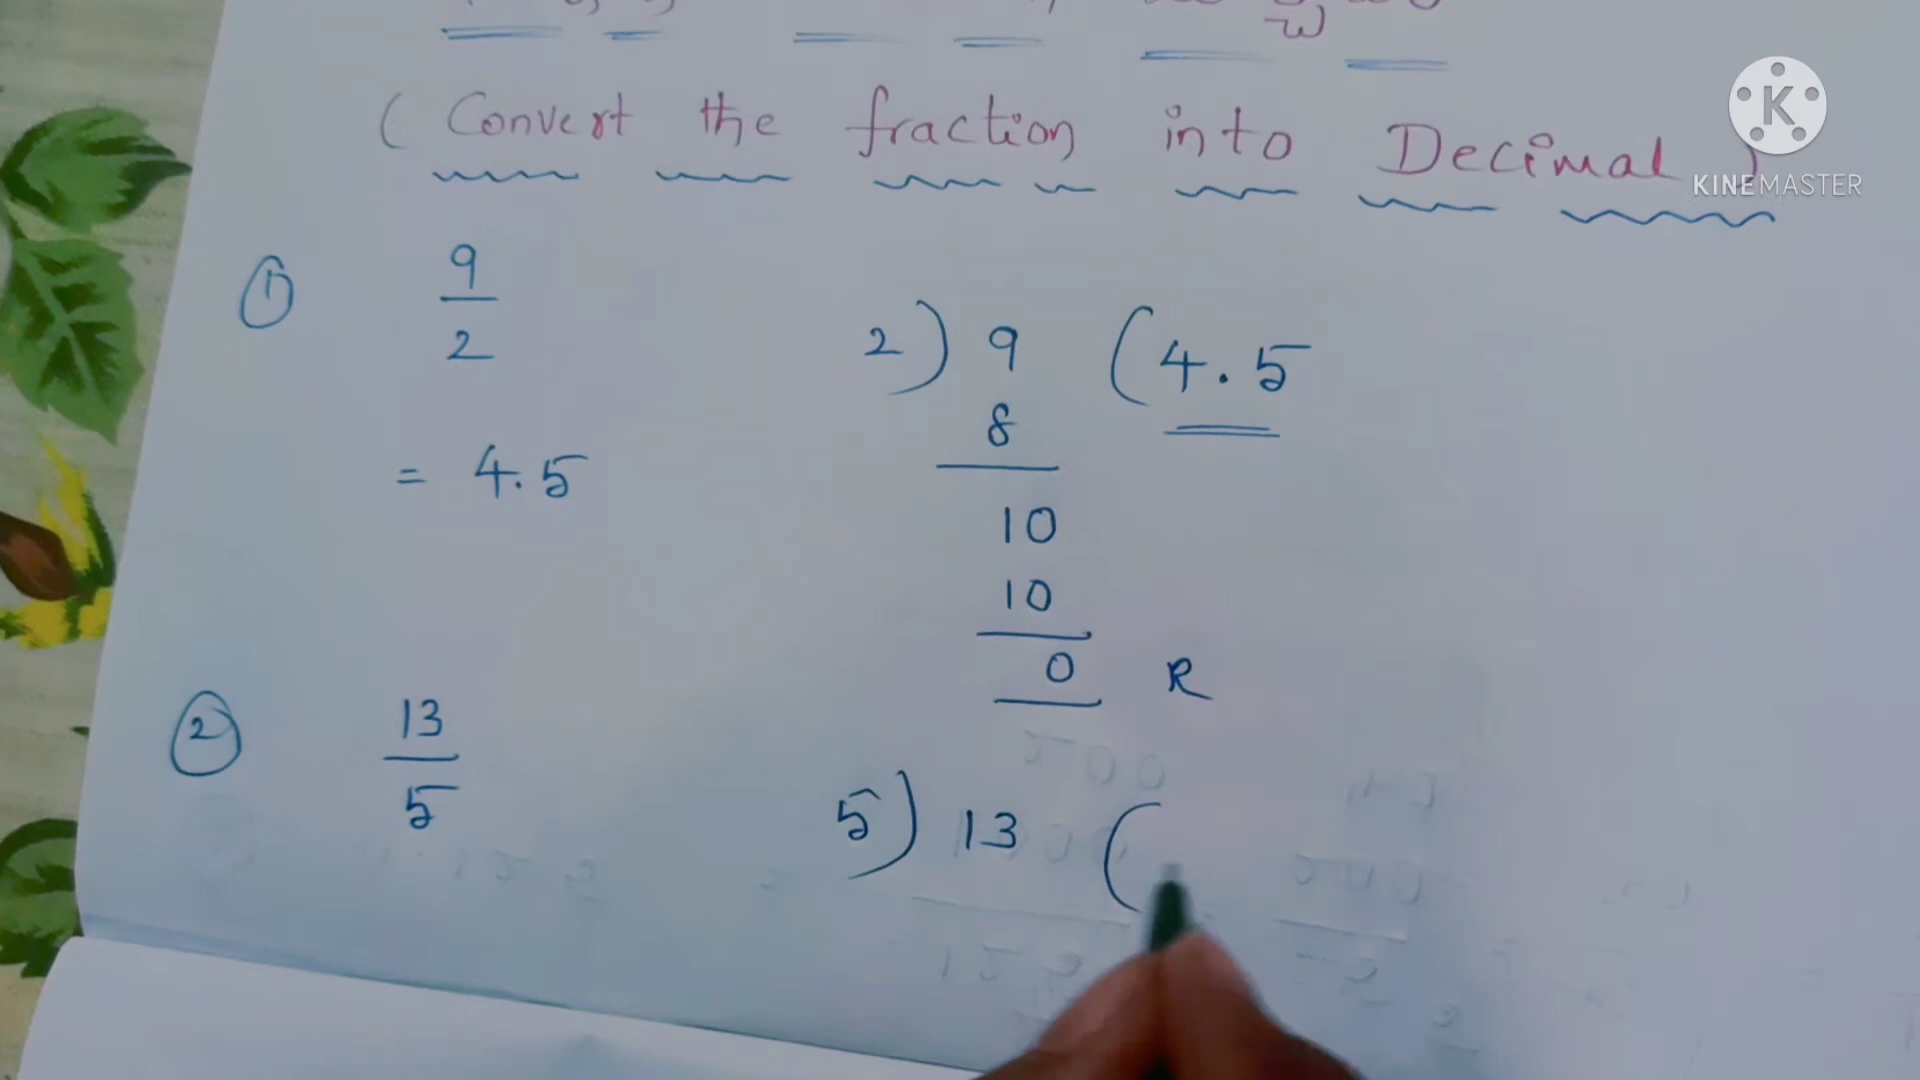 ( Convert the fraction into Decimal )
K
KINEMASTER
① 9/2
2 ) 9 ( 4.5
8
= 4.5
10
10
0 R
② 13/5
5 ) 13 (